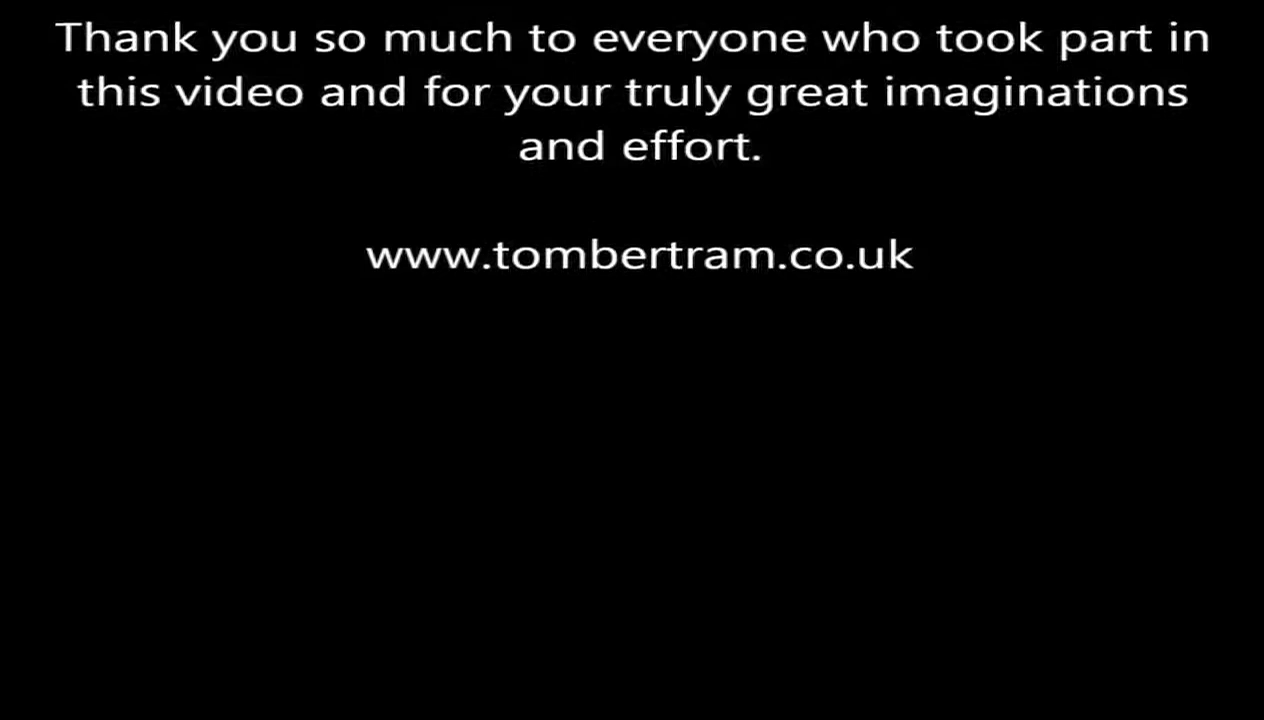 Thank you so much to everyone who took part in
this video and for your truly great imaginations
and effort.
www.tombertram.co.uk